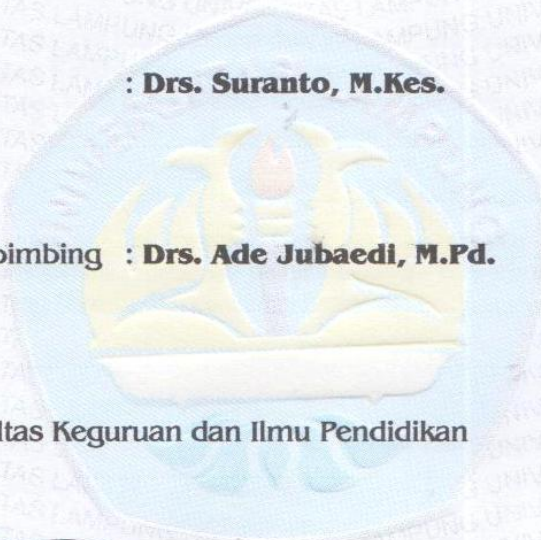 : Drs. Suranto, M.Kes.
bimbing : Drs. Ade Jubaedi, M.Pd.
ltas Keguruan dan Ilmu Pendidikan